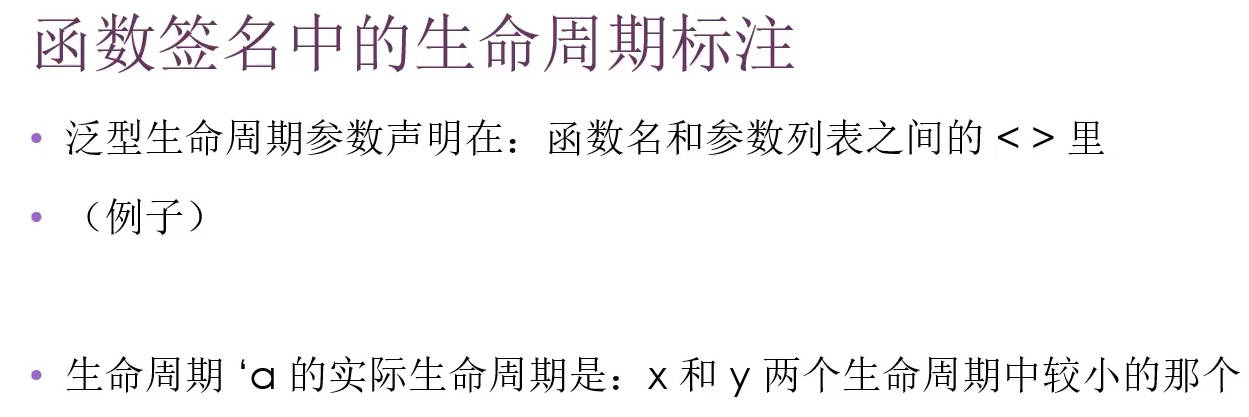 函数签名中的生命周期标注
• 泛型生命周期参数声明在：函数名和参数列表之间的 < > 里
• （例子）
• 生命周期 ‘a 的实际生命周期是：x 和 y 两个生命周期中较小的那个